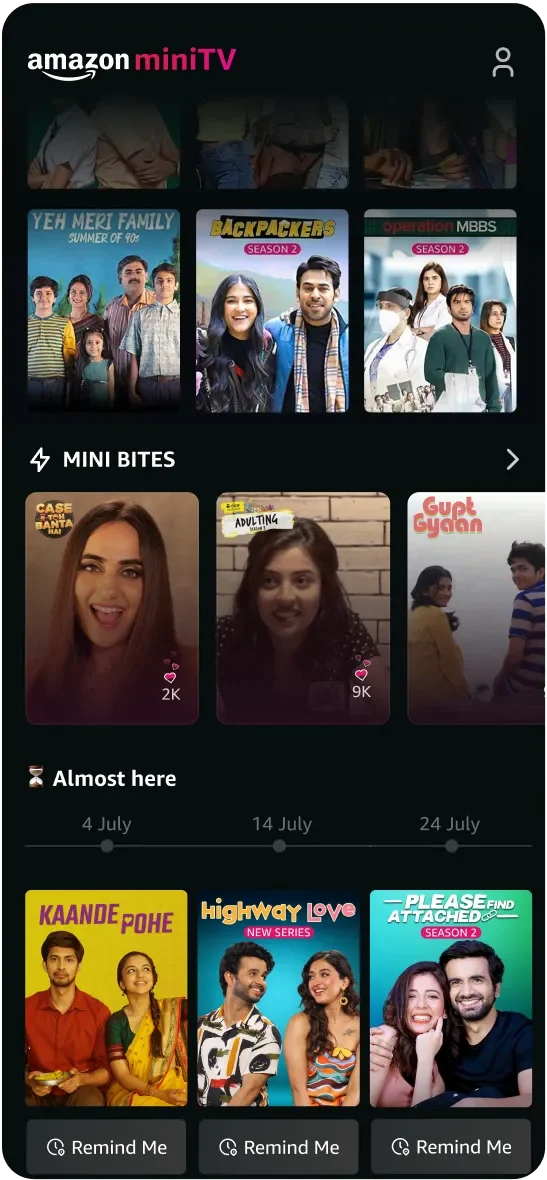 amazon miniTV
YEH MERI FAMILY
SUMMER OF 90s
BACKPACKERS
SEASON 2
operation MBBS
SEASON 2
MINI BITES
CASE
TOH
BANTA
HAI
2K
ADULTING
9K
Gupt
Gyaan
Almost here
4 July
14 July
24 July
KAANDE POHE
Highway Love
NEW SERIES
PLEASE FIND
ATTACHED
SEASON 2
Remind Me
Remind Me
Remind Me